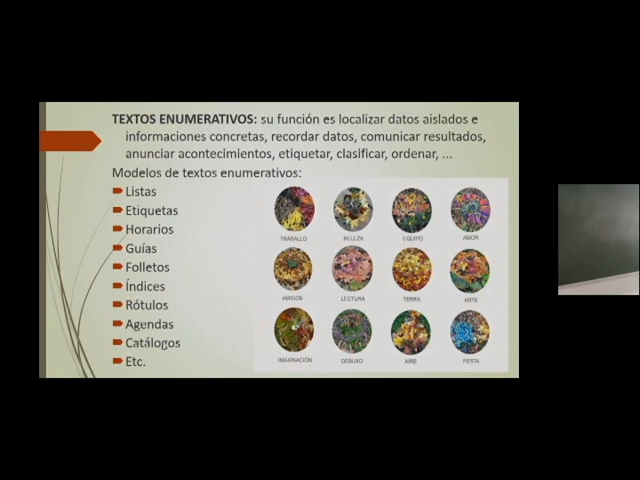 TEXTOS ENUMERATIVOS: su función es localizar datos aislados e
informaciones concretas, recordar datos, comunicar resultados,
anunciar acontecimientos, etiquetar, clasificar, ordenar, ...
Modelos de textos enumerativos:
Listas
Etiquetas
Horarios
Guías
Folletos
Índices
Rótulos
Agendas
Catálogos
Etc.
TRABALLO BELEZA EQUIPO AMOR
AMIGOS LECTURA TERRA ARTE
IMAXINACIÓN DEBUXO AIRE FESTA